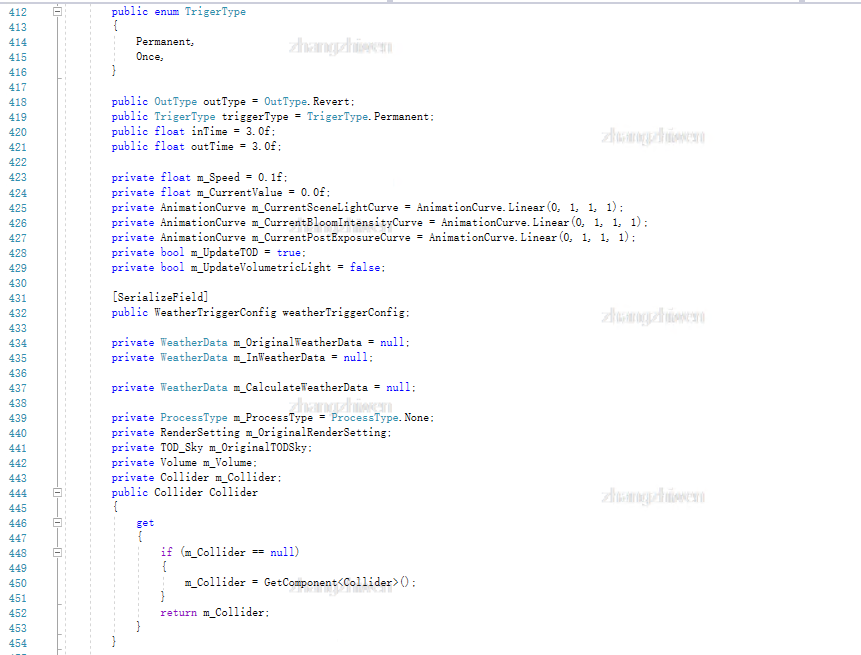 412 public enum TrigerType
413 {
414 Permanent,
415 Once,
416 }
417
418 public OutType outType = OutType.Revert;
419 public TrigerType triggerType = TrigerType.Permanent;
420 public float inTime = 3.0f;
421 public float outTime = 3.0f;
422
423 private float m_Speed = 0.1f;
424 private float m_CurrentValue = 0.0f;
425 private AnimationCurve m_CurrentSceneLightCurve = AnimationCurve.Linear(0, 1, 1, 1);
426 private AnimationCurve m_CurrentBloomIntensityCurve = AnimationCurve.Linear(0, 1, 1, 1);
427 private AnimationCurve m_CurrentPostExposureCurve = AnimationCurve.Linear(0, 1, 1, 1);
428 private bool m_UpdateTOD = true;
429 private bool m_UpdateVolumetricLight = false;
430
431 [SerializeField]
432 public WeatherTriggerConfig weatherTriggerConfig;
433
434 private WeatherData m_OriginalWeatherData = null;
435 private WeatherData m_InWeatherData = null;
436
437 private WeatherData m_CalculateWeatherData = null;
438
439 private ProcessType m_ProcessType = ProcessType.None;
440 private RenderSetting m_OriginalRenderSetting;
441 private TOD_Sky m_OriginalTODSky;
442 private Volume m_Volume;
443 private Collider m_Collider;
444 public Collider Collider
445 {
446 get
447 {
448 if (m_Collider == null)
449 {
450 m_Collider = GetComponent<Collider>();
451 }
452 return m_Collider;
453 }
454 }
zhangzhiwen
zhangzhiwen
zhangzhiwen
zhangzhiwen
zhangzhiwen
zhangzhiwen
zhangzhiwen